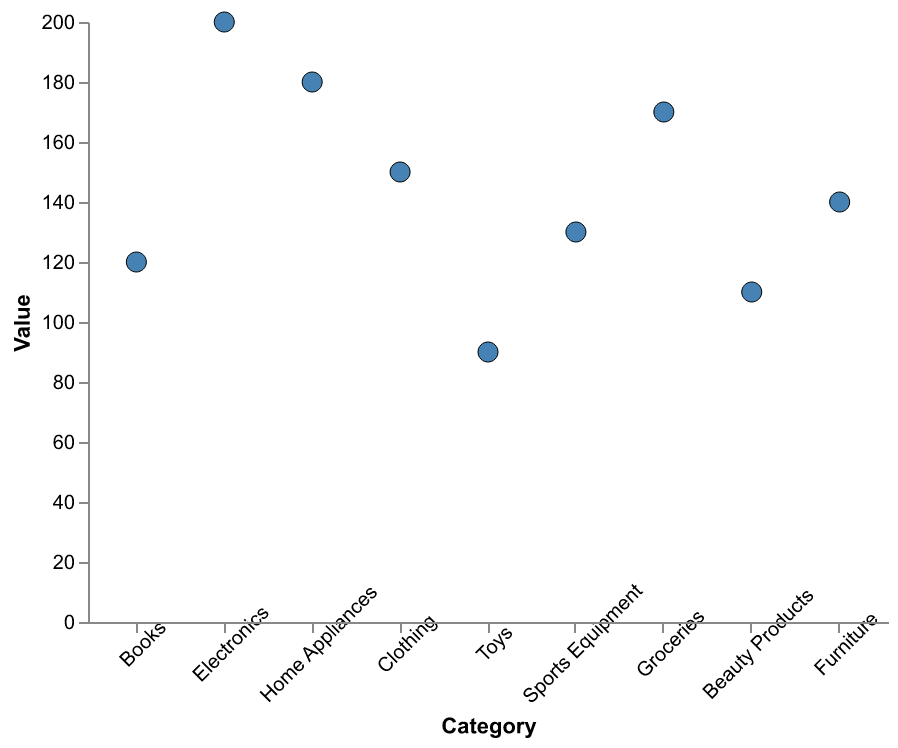 200
180
160
140
120
100
80
60
40
20
0
Value
Books
Electronics
Home Appliances
Clothing
Toys
Sports Equipment
Groceries
Beauty Products
Furniture
Category